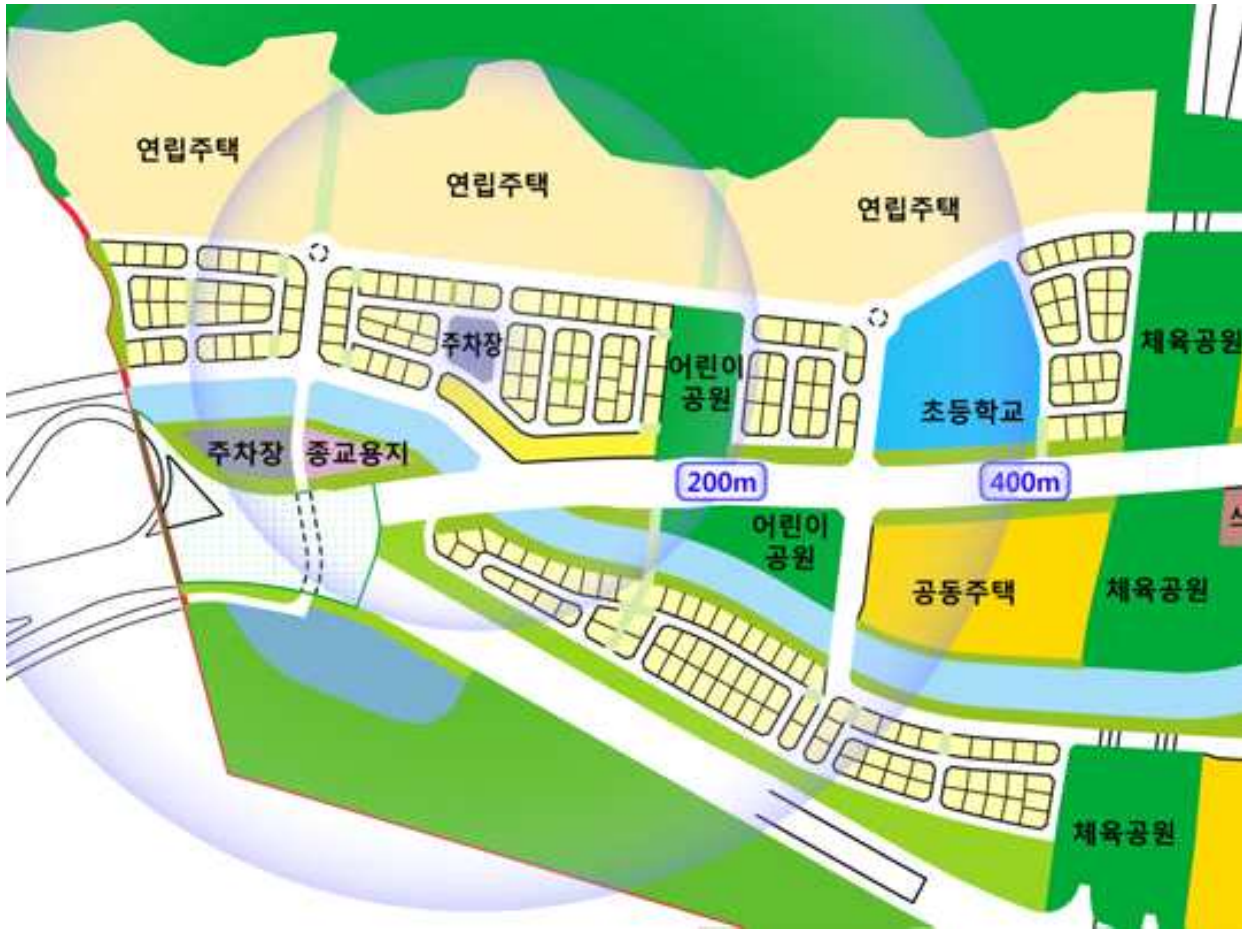 연립주택
연립주택
연립주택
주차장
어린이
공원
체육공원
초등학교
주차장
종교용지
200m
400m
어린이
공원
공동주택
체육공원
체육공원